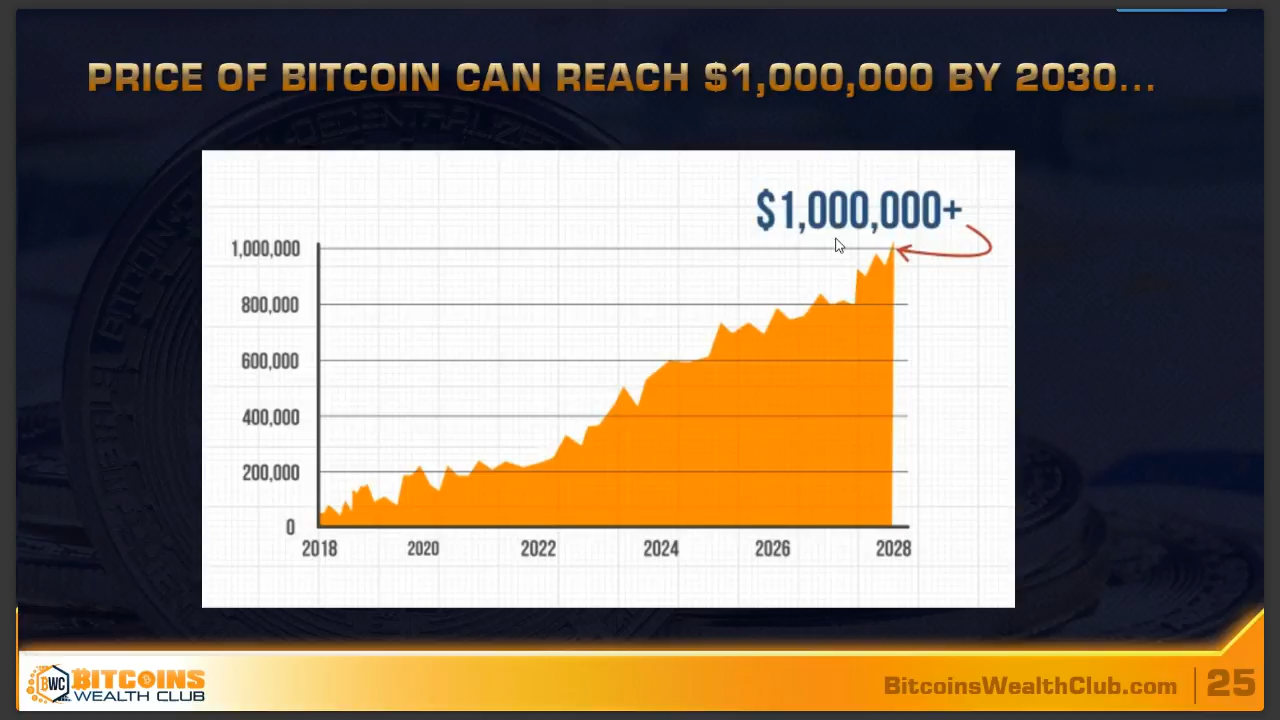 PRICE OF BITCOIN CAN REACH $1,000,000 BY 2030...
$1,000,000+
1,000,000
800,000
600,000
400,000
200,000
0
2018 2020 2022 2024 2026 2028
BWC BITCOINS
WEALTH CLUB
BitcoinsWealthClub.com 25